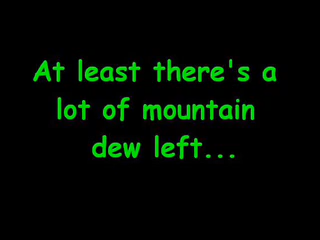 At least there's a
lot of mountain
dew left...